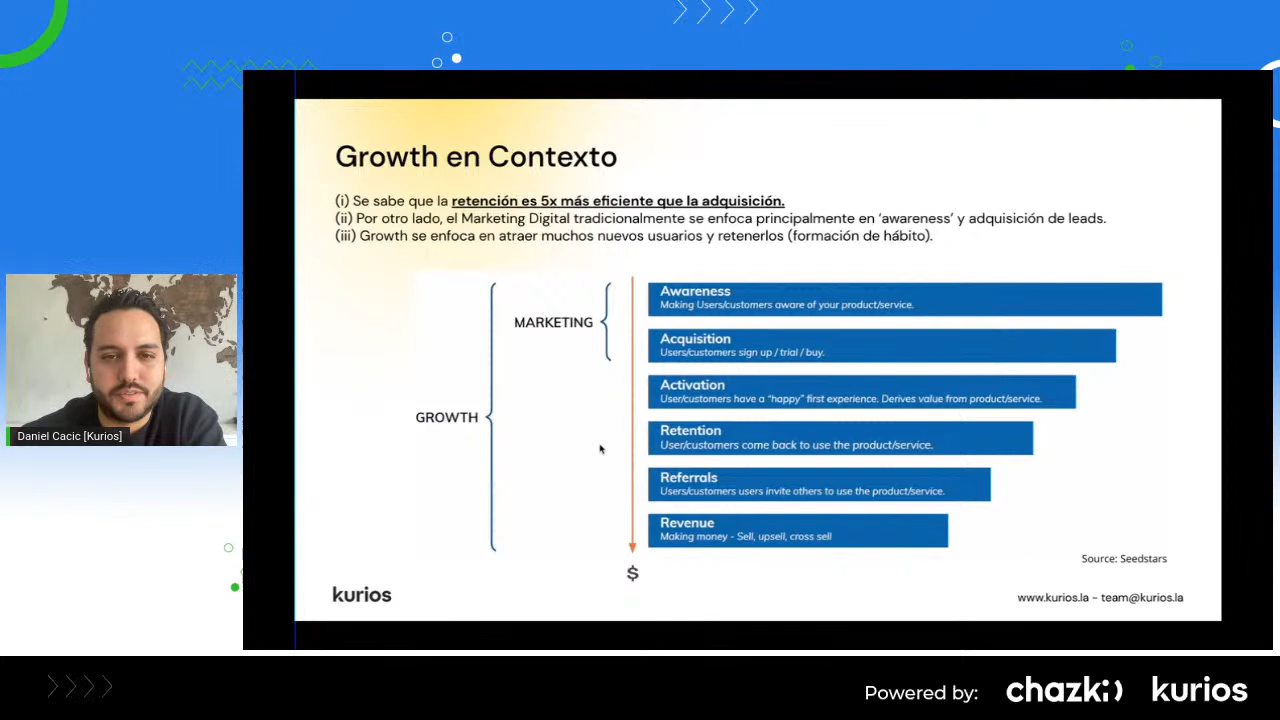 Growth en Contexto
(i) Se sabe que la retención es 5x más eficiente que la adquisición.
(ii) Por otro lado, el Marketing Digital tradicionalmente se enfoca principalmente en ‘awareness’ y adquisición de leads.
(iii) Growth se enfoca en atraer muchos nuevos usuarios y retenerlos (formación de hábito).
GROWTH
MARKETING
Awareness
Making Users/customers aware of your product/service.
Acquisition
Users/customers sign up / trial / buy.
Activation
User/customers have a “happy” first experience. Derives value from product/service.
Retention
User/customers come back to use the product/service.
Referrals
Users/customers users invite others to use the product/service.
Revenue
Making money - Sell, upsell, cross sell
$
Source: Seedstars
kurios
www.kurios.la - team@kurios.la
Daniel Cacic [Kurios]
Powered by: chazki kurios